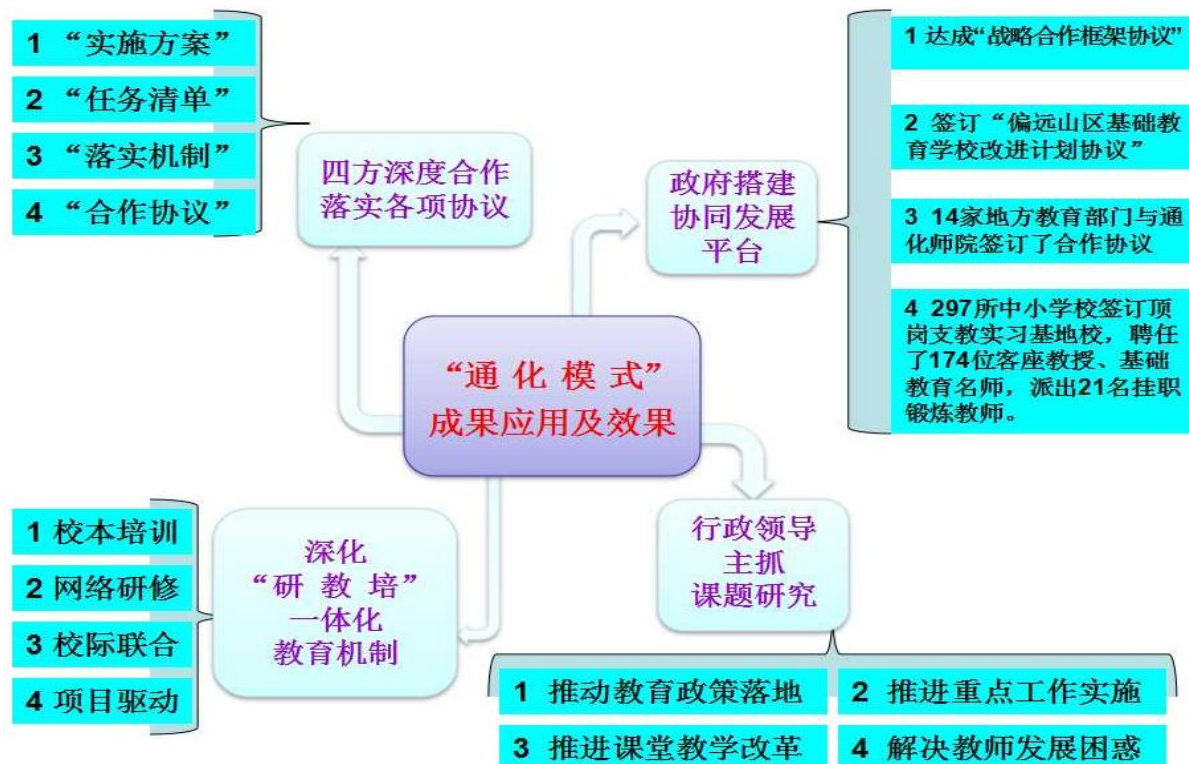 1 “实施方案”
2 “任务清单”
3 “落实机制”
4 “合作协议”
四方深度合作
落实各项协议
政府搭建
协同发展
平台
1 达成“战略合作框架协议”
2 签订“偏远山区基础教
育学校改进计划协议”
3 14家地方教育部门与通
化师院签订了合作协议
4 297所中小学校签订顶
岗支教实习基地校，聘任
了174位客座教授、基础
教育名师，派出21名挂职
锻炼教师。
“通 化 模 式”
成果应用及效果
1 校本培训
2 网络研修
3 校际联合
4 项目驱动
深化
“研 教 培”
一体化
教育机制
行政领导
主抓
课题研究
1 推动教育政策落地
2 推进重点工作实施
3 推进课堂教学改革
4 解决教师发展困惑